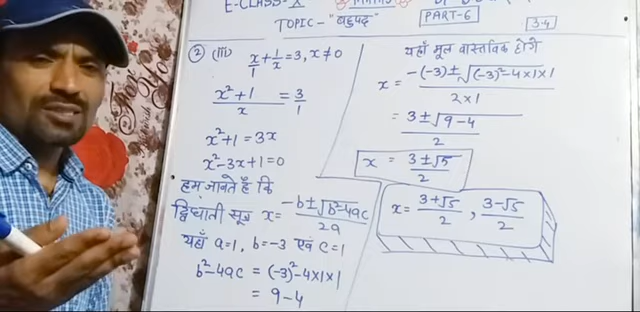 E-CLASS-X
TOPIC - "बहुपद"
PART-6
3.4
2 (iii) x/1 + 1/x = 3, x ≠ 0
(x²+1)/x = 3/1
x²+1 = 3x
x²-3x+1=0
हम जानते हैं कि
द्विघाती सूत्र x = (-b±√(b²-4ac))/2a
यहाँ a=1, b=-3 एवं c=1
b²-4ac = (-3)²-4×1×1
= 9-4
यहाँ मूल वास्तविक होंगे
x = (-(-3)±√((-3)²-4×1×1))/(2×1)
= (3±√(9-4))/2
x = (3±√5)/2
x = (3+√5)/2, (3-√5)/2